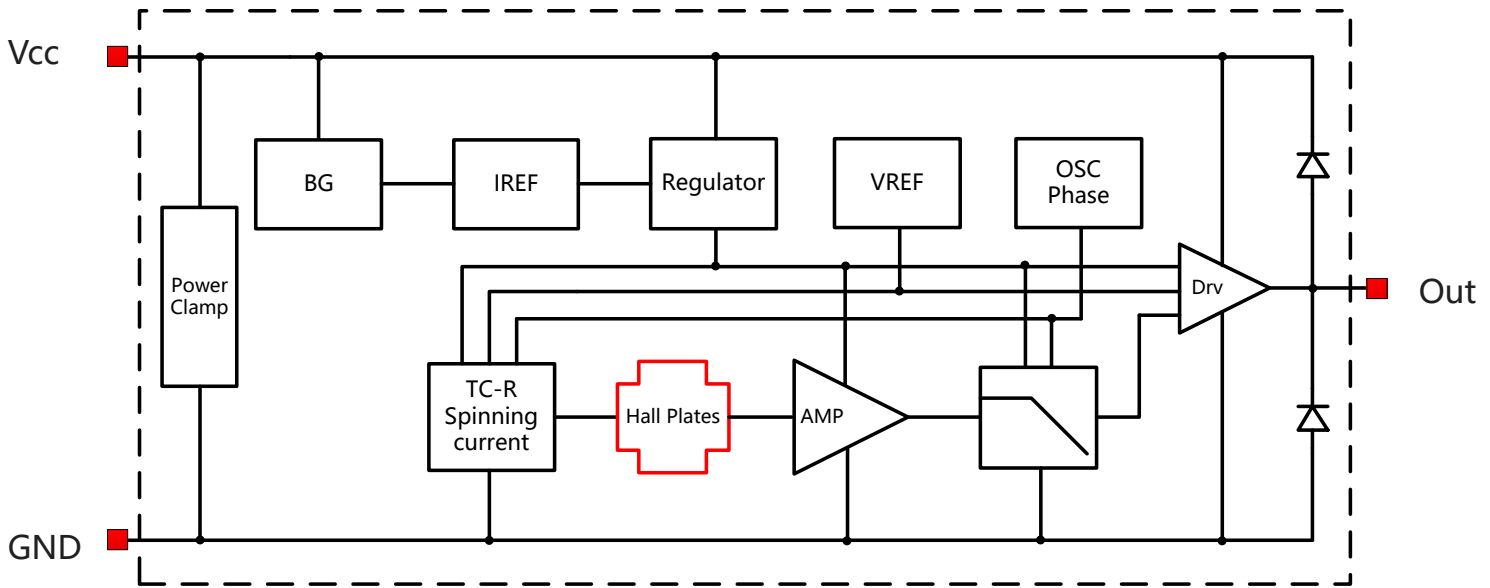 Vcc
BG
IREF
Regulator
VREF
OSC
Phase
Power
Clamp
Drv
Out
TC-R
Spinning
current
Hall Plates
AMP
GND